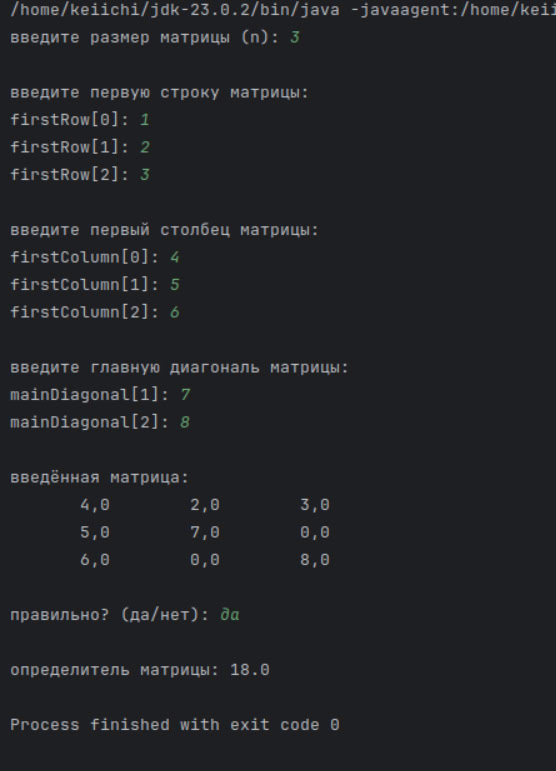 /home/keiichi/jdk-23.0.2/bin/java -javaagent:/home/keii
введите размер матрицы (n): 3
введите первую строку матрицы:
firstRow[0]: 1
firstRow[1]: 2
firstRow[2]: 3
введите первый столбец матрицы:
firstColumn[0]: 4
firstColumn[1]: 5
firstColumn[2]: 6
введите главную диагональ матрицы:
mainDiagonal[1]: 7
mainDiagonal[2]: 8
введённая матрица:
4,0 2,0 3,0
5,0 7,0 0,0
6,0 0,0 8,0
правильно? (да/нет): да
определитель матрицы: 18.0
Process finished with exit code 0